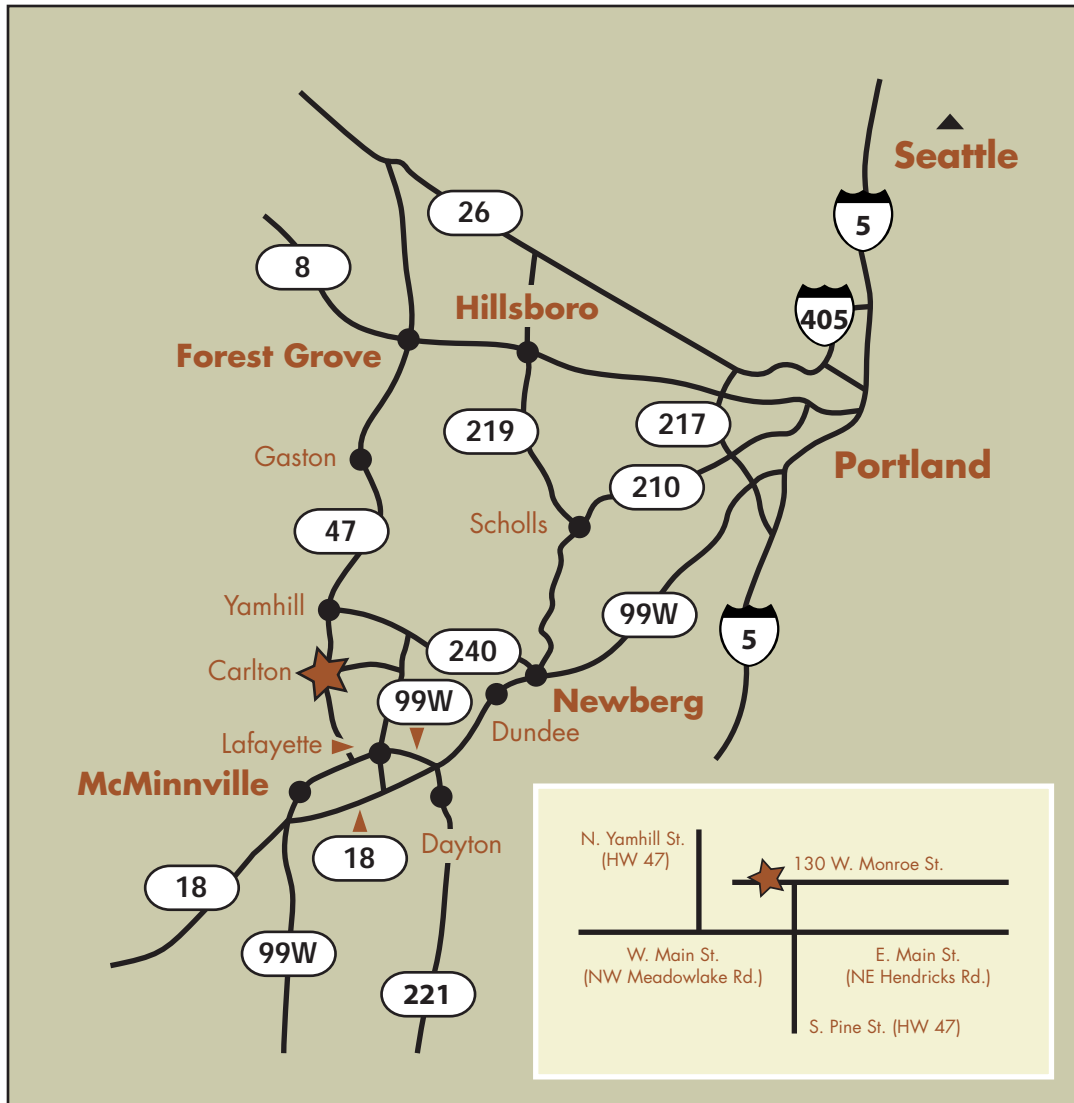 Seattle
26
5
8
405
Hillsboro
Forest Grove
219
217
Gaston
Portland
210
47
Scholls
Yamhill
99W
5
240
Carlton
99W
Newberg
Dundee
Lafayette
McMinnville
Dayton
18
18
99W
221
N. Yamhill St.
(HW 47)
130 W. Monroe St.
W. Main St.
(NW Meadowlake Rd.)
E. Main St.
(NE Hendricks Rd.)
S. Pine St. (HW 47)